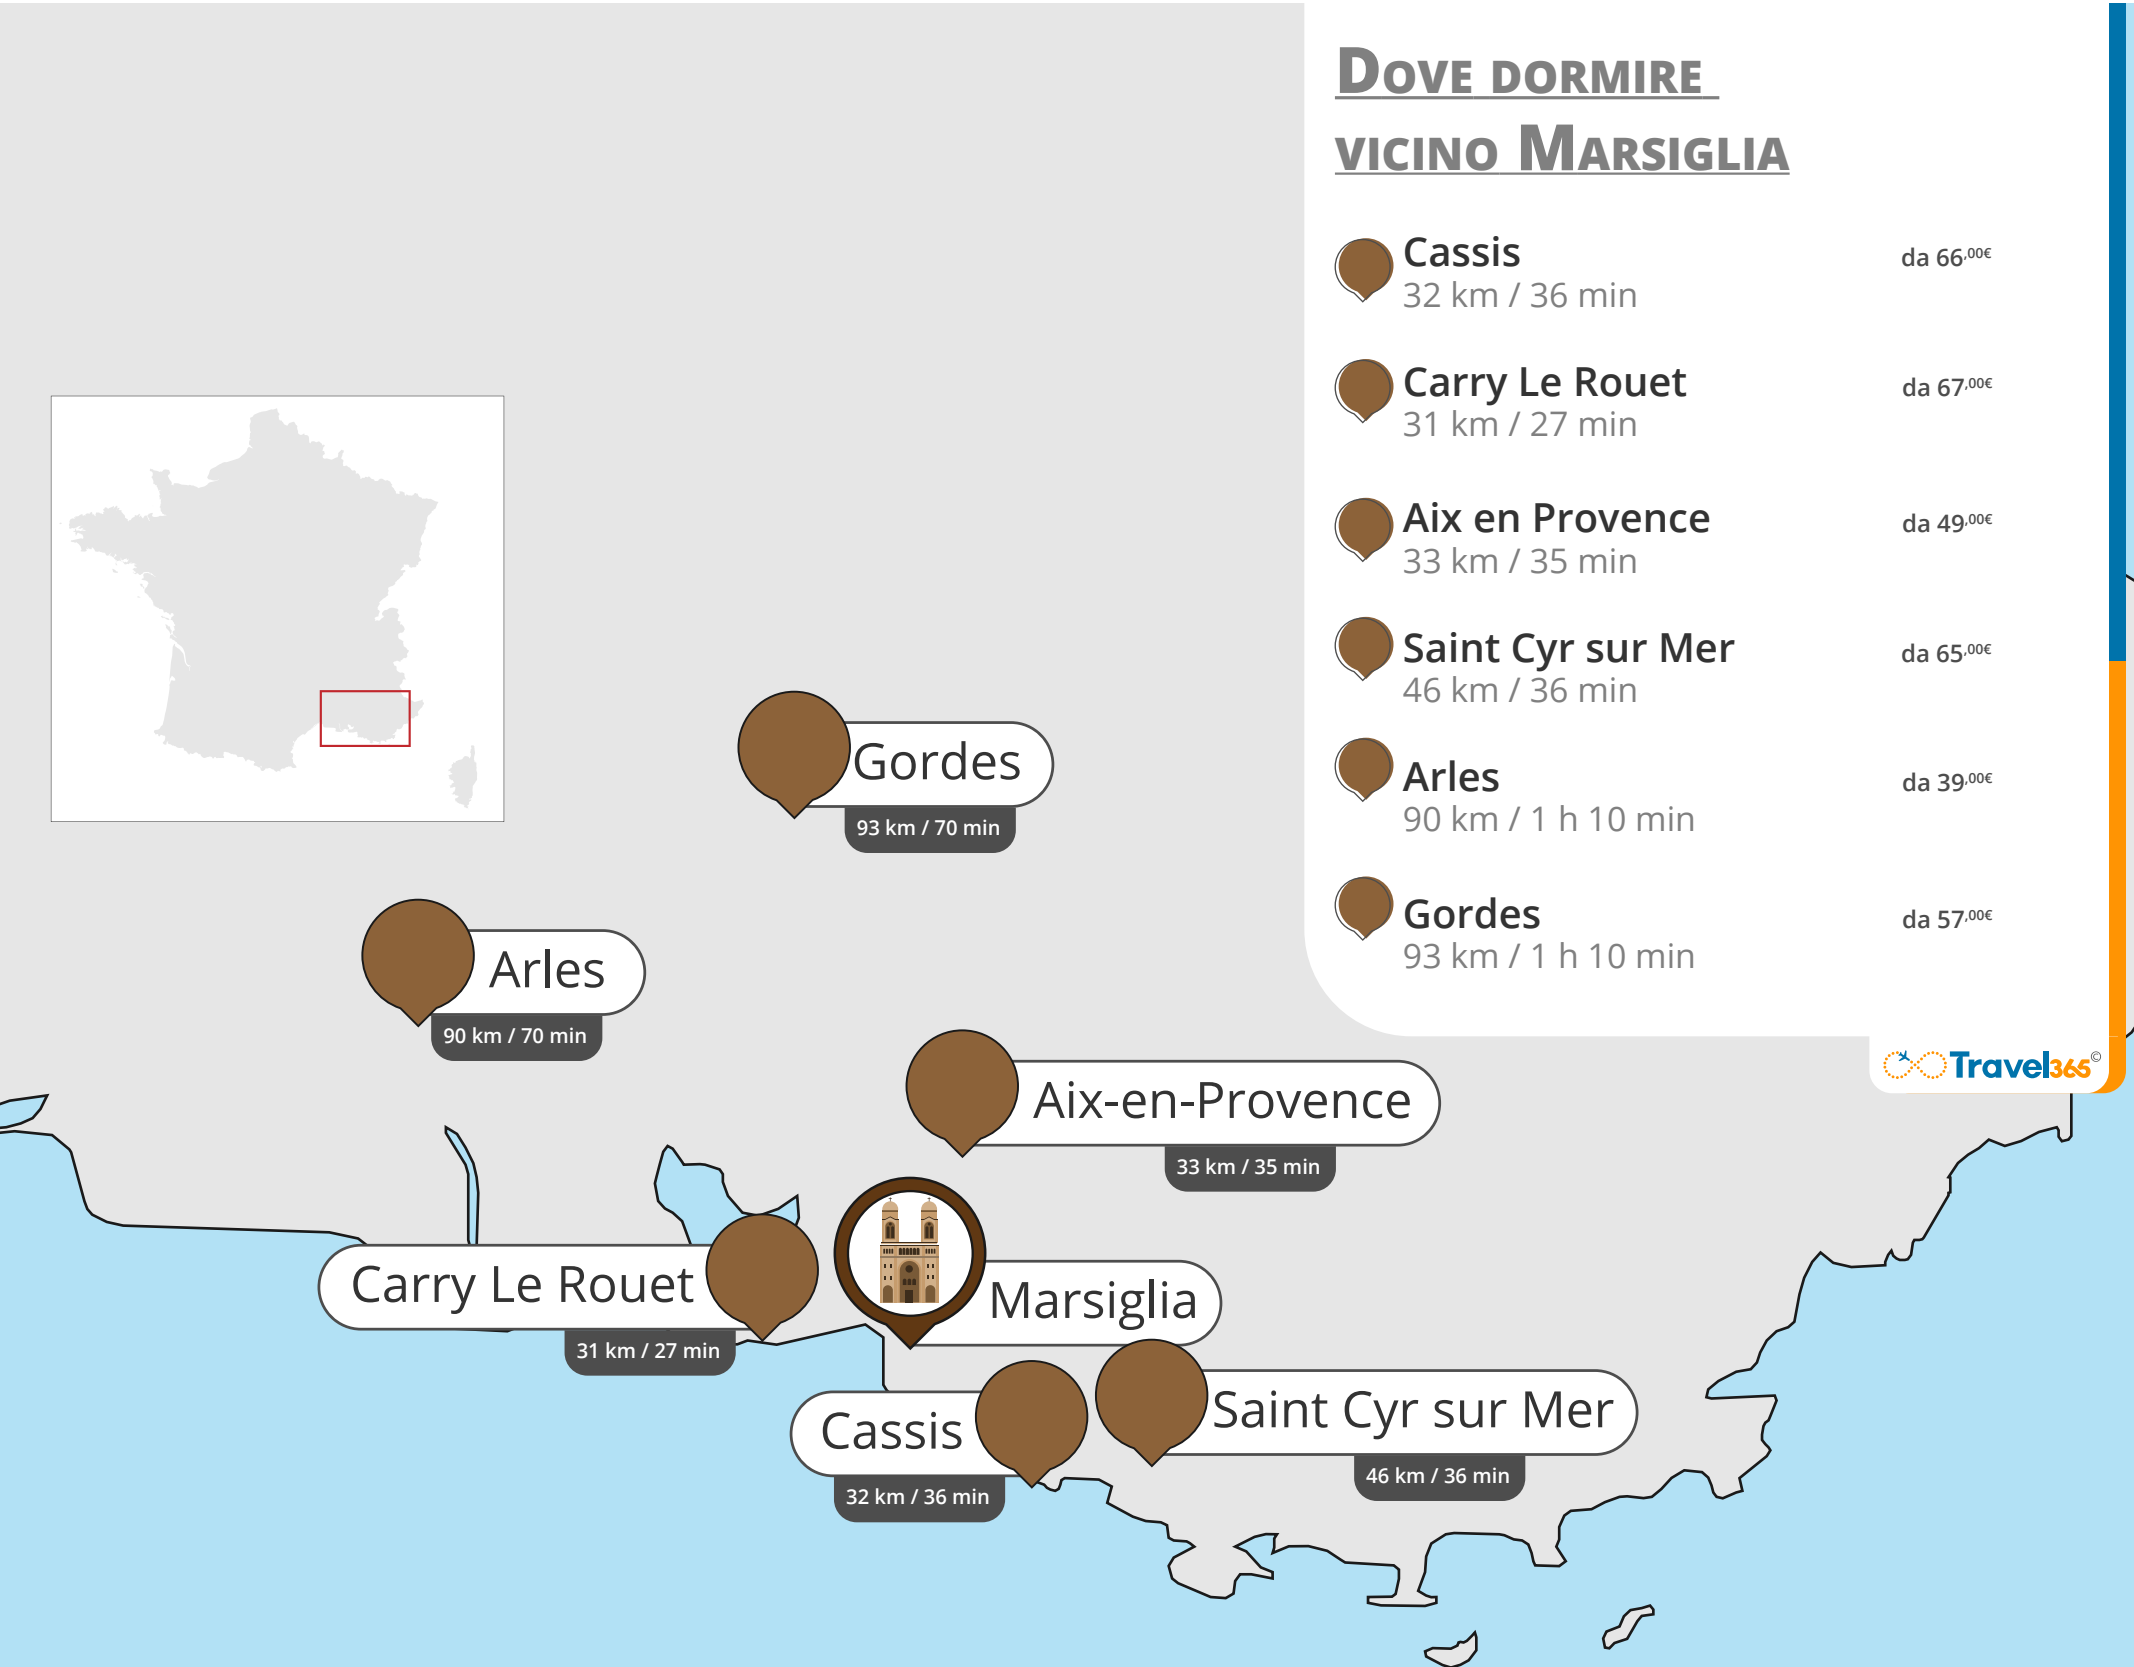 Dove dormire
vicino Marsiglia
Cassis
da 66,00€
32 km / 36 min
Carry Le Rouet
da 67,00€
31 km / 27 min
Aix en Provence
da 49,00€
33 km / 35 min
Saint Cyr sur Mer
da 65,00€
46 km / 36 min
Arles
da 39,00€
90 km / 1 h 10 min
Gordes
da 57,00€
93 km / 1 h 10 min
Travel365©
Gordes
93 km / 70 min
Arles
90 km / 70 min
Aix-en-Provence
33 km / 35 min
Carry Le Rouet
31 km / 27 min
Marsiglia
Cassis
32 km / 36 min
Saint Cyr sur Mer
46 km / 36 min